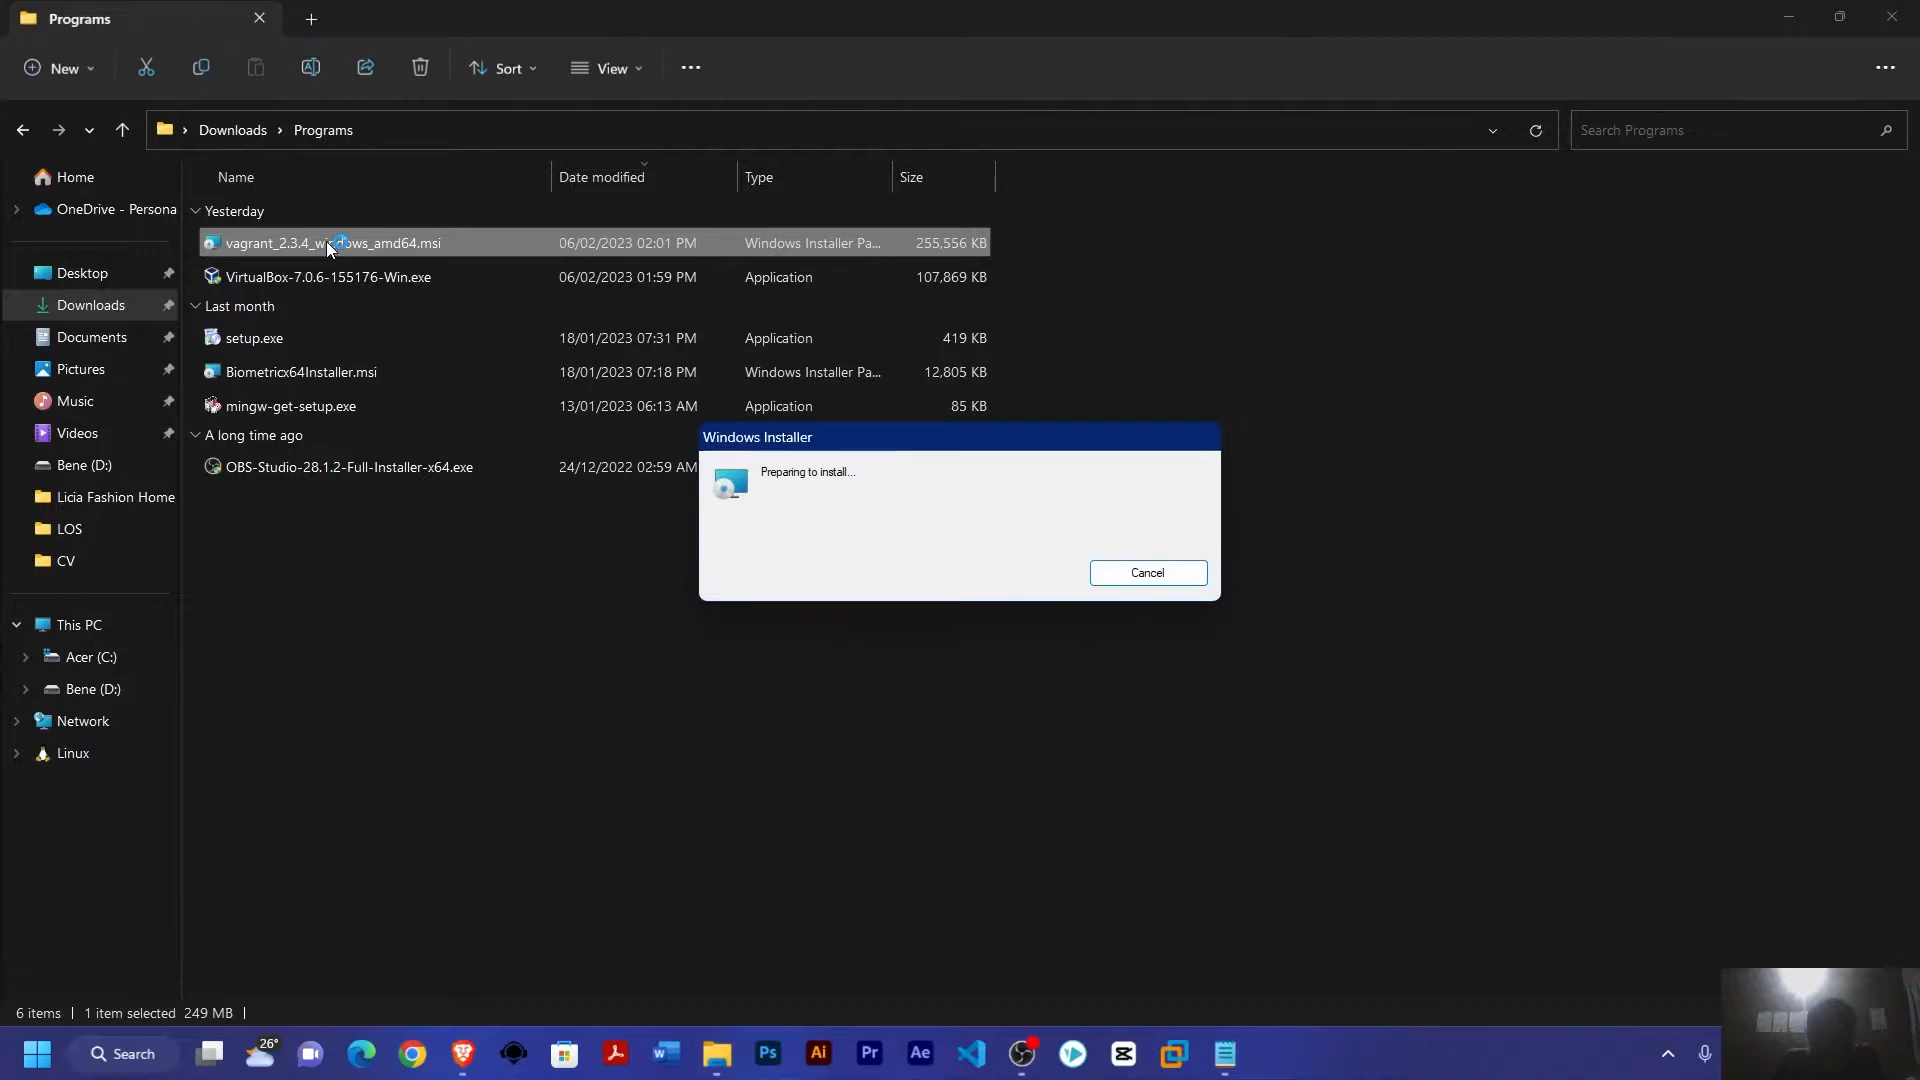 Programs
New
Sort
View
Downloads
Programs
Search Programs
Home
OneDrive - Persona
Desktop
Downloads
Documents
Pictures
Music
Videos
Bene (D:)
Licia Fashion Home
LOS
CV
This PC
Acer (C:)
Bene (D:)
Network
Linux
Name Date modified Type Size
Yesterday
vagrant_2.3.4_windows_amd64.msi 06/02/2023 02:01 PM Windows Installer Pa... 255,556 KB
VirtualBox-7.0.6-155176-Win.exe 06/02/2023 01:59 PM Application 107,869 KB
Last month
setup.exe 18/01/2023 07:31 PM Application 419 KB
Biometricx64Installer.msi 18/01/2023 07:18 PM Windows Installer Pa... 12,805 KB
mingw-get-setup.exe 13/01/2023 06:13 AM Application 85 KB
A long time ago
OBS-Studio-28.1.2-Full-Installer-x64.exe 24/12/2022 02:59 AM
Windows Installer
Preparing to install...
Cancel
6 items 1 item selected 249 MB
Search
26°
Ps
Ai
Pr
Ae